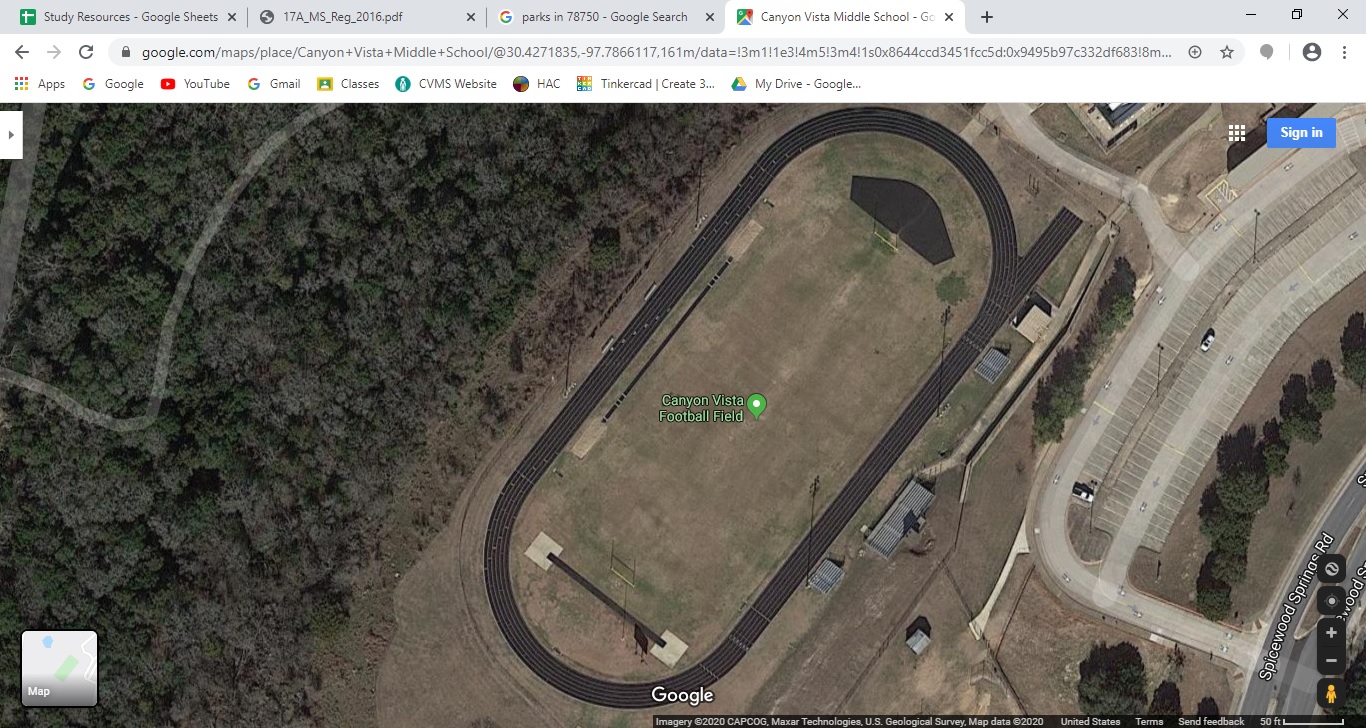 Study Resources - Google Sheets
17A_MS_Reg_2016.pdf
parks in 78750 - Google Search
Canyon Vista Middle School - Go
google.com/maps/place/Canyon+Vista+Middle+School/@30.4271835,-97.7866117,161m/data=!3m1!1e3!4m5!3m4!1s0x8644ccd3451fcc5d:0x9495b97c332df683!8m...
Apps
Google
YouTube
Gmail
Classes
CVMS Website
HAC
Tinkercad | Create 3...
My Drive - Google...
Sign in
Canyon Vista
Football Field
Spicewood Springs Rd
Map
Google
Imagery ©2020 CAPCOG, Maxar Technologies, U.S. Geological Survey, Map data ©2020
United States
Terms
Send feedback
50 ft